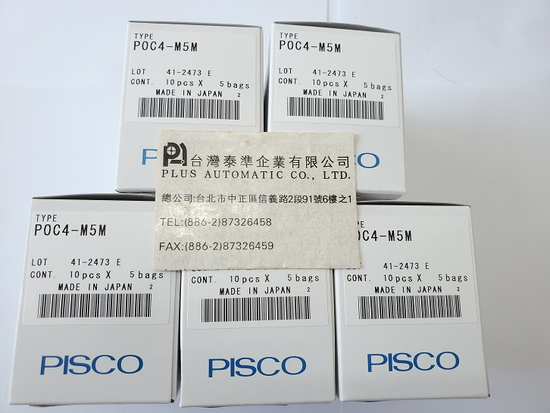 TYPE
POC4-M5M
LOT 41-2473 E
CONT. 10pcs X 5bags
MADE IN JAPAN 2
TYPE
POC4-M5M
LOT 41-2473 E
CONT. 10pcs X 5bags
MADE IN JAPAN 2
台灣泰準企業有限公司
PLUS AUTOMATIC CO., LTD.
總公司:台北市中正區信義路2段91號6樓之1
TEL:(886-2)87326458
FAX:(886-2)87326459
TYPE
POC4-M5M
LOT 41-2473 E
CONT. 10pcs X 5bags
MADE IN JAPAN 2
PISCO
CONT. 10pcs X 5bags
MADE IN JAPAN 2
PISCO
C4-M5M
41-2473 E
CONT. 10pcs X 5bags
MADE IN JAPAN 2
PISCO